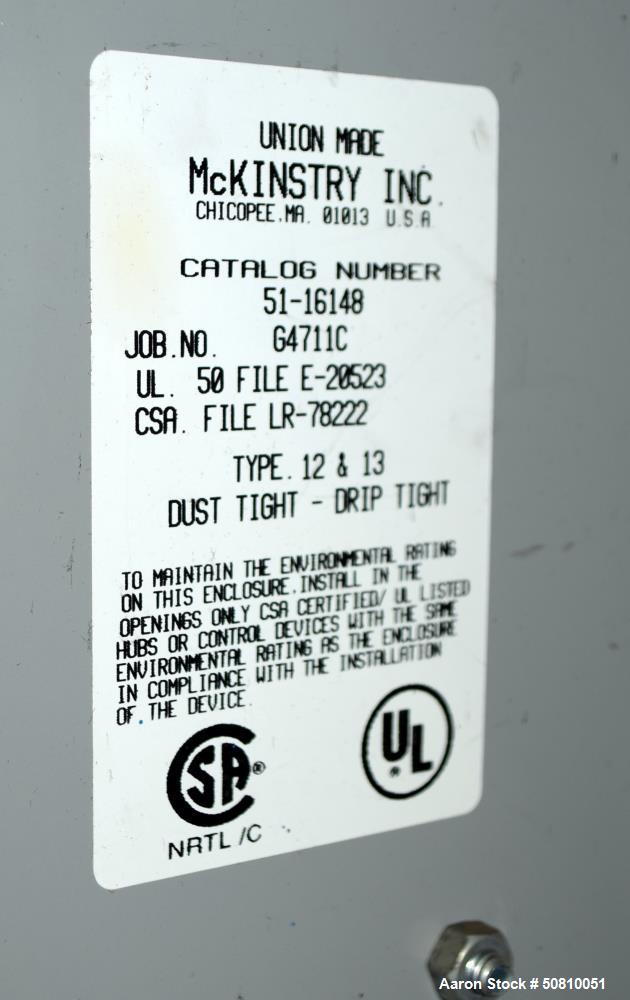 UNION MADE
McKINSTRY INC.
CHICOPEE, MA. 01013 U.S.A
CATALOG NUMBER
51-16148
JOB.NO. G4711C
UL. 50 FILE E-20523
CSA. FILE LR-78222
TYPE. 12 & 13
DUST TIGHT - DRIP TIGHT
TO MAINTAIN THE ENVIRONMENTAL RATING
ON THIS ENCLOSURE, INSTALL IN THE
OPENINGS ONLY CSA CERTIFIED/ UL LISTED
HUBS OR CONTROL DEVICES WITH THE SAME
ENVIRONMENTAL RATING AS THE ENCLOSURE
IN COMPLIANCE WITH THE INSTALLATION
OF THE DEVICE.
CSA®
NRTL/C
UL®
Aaron Stock # 50810051